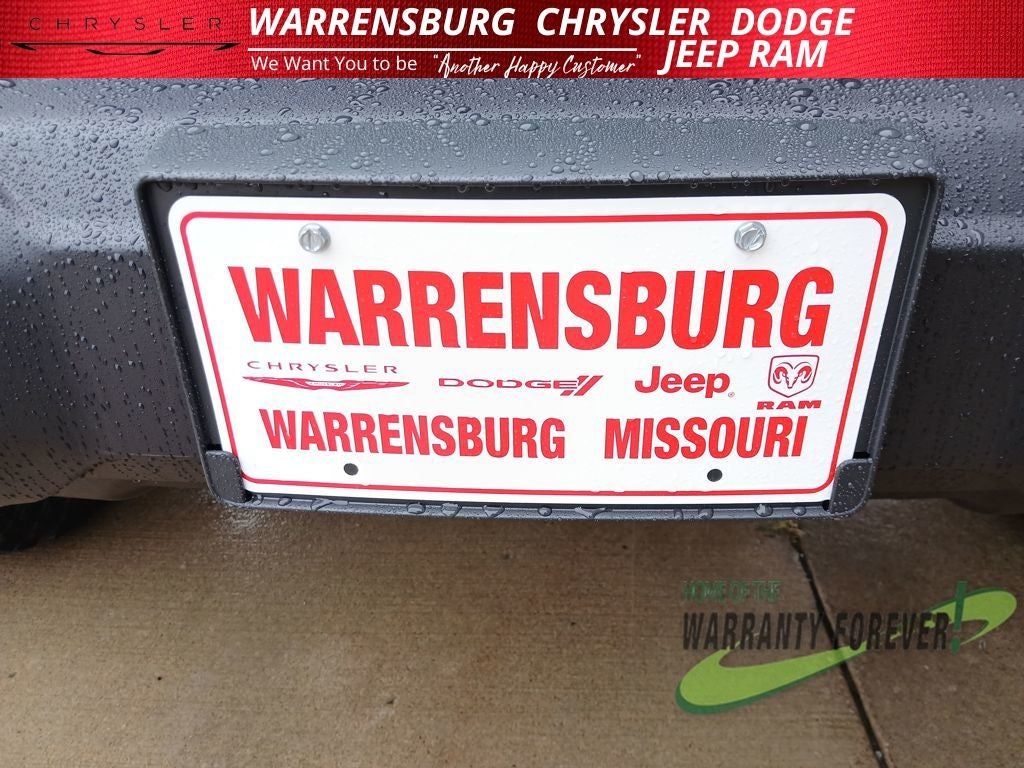 CHRYSLER
WARRENSBURG CHRYSLER DODGE
JEEP RAM
We Want You to be "Another Happy Customer"
WARRENSBURG
CHRYSLER
DODGE Jeep®
RAM
WARRENSBURG MISSOURI
HOME OF THE
WARRANTY FOREVER!®